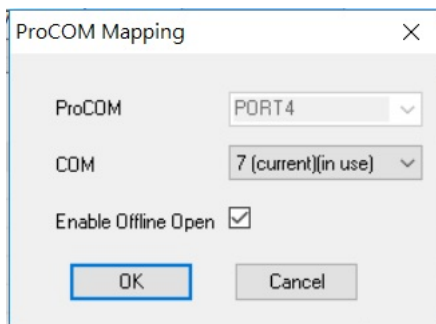 ProCOM Mapping
ProCOM PORT4
COM 7 (current)(in use)
Enable Offline Open
OK Cancel